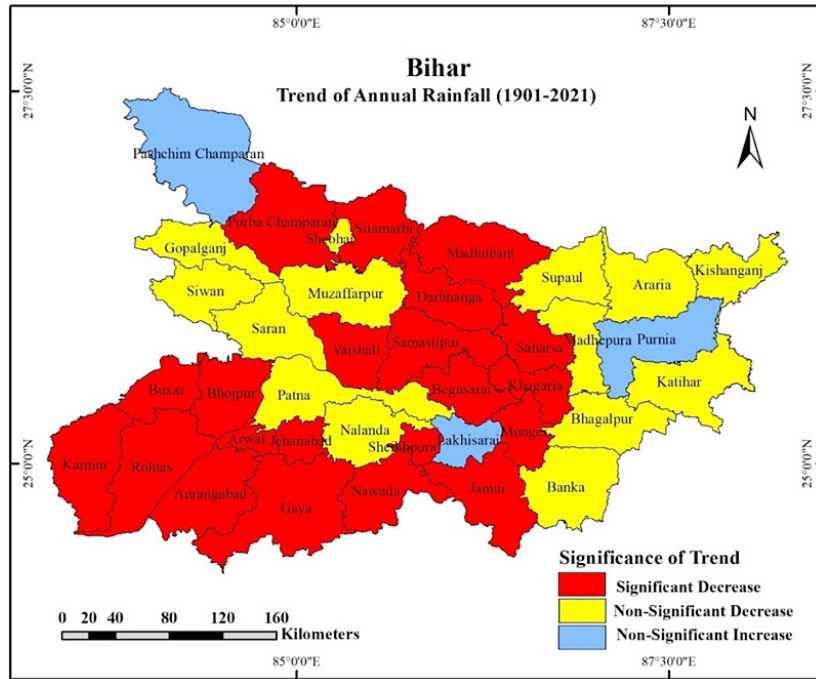 85°0'0"E
87°30'0"E
Bihar
Trend of Annual Rainfall (1901-2021)
27°30'0"N
27°30'0"N
N
Pashchim Champaran
Purba Champaran
Sitamarhi
Shebhar
Gopalganj
Madhubani
Siwan
Muzaffarpur
Supaul
Araria
Kishanganj
Darbhanga
Saran
Vaishali
Samastipur
Saharsa
Madhepura
Purnia
Buxar
Bhojpur
Patna
Begusarai
Khagaria
Katihar
Bhagalpur
Nalanda
Arwal
Jehanabad
Sheikhpura
Lakhisarai
Munger
Kaimur
Rohtas
Aurangabad
Gaya
Nawada
Jamui
Banka
25°0'0"N
25°0'0"N
Significance of Trend
Significant Decrease
Non-Significant Decrease
Non-Significant Increase
0 20 40 80 120 160
Kilometers
85°0'0"E
87°30'0"E